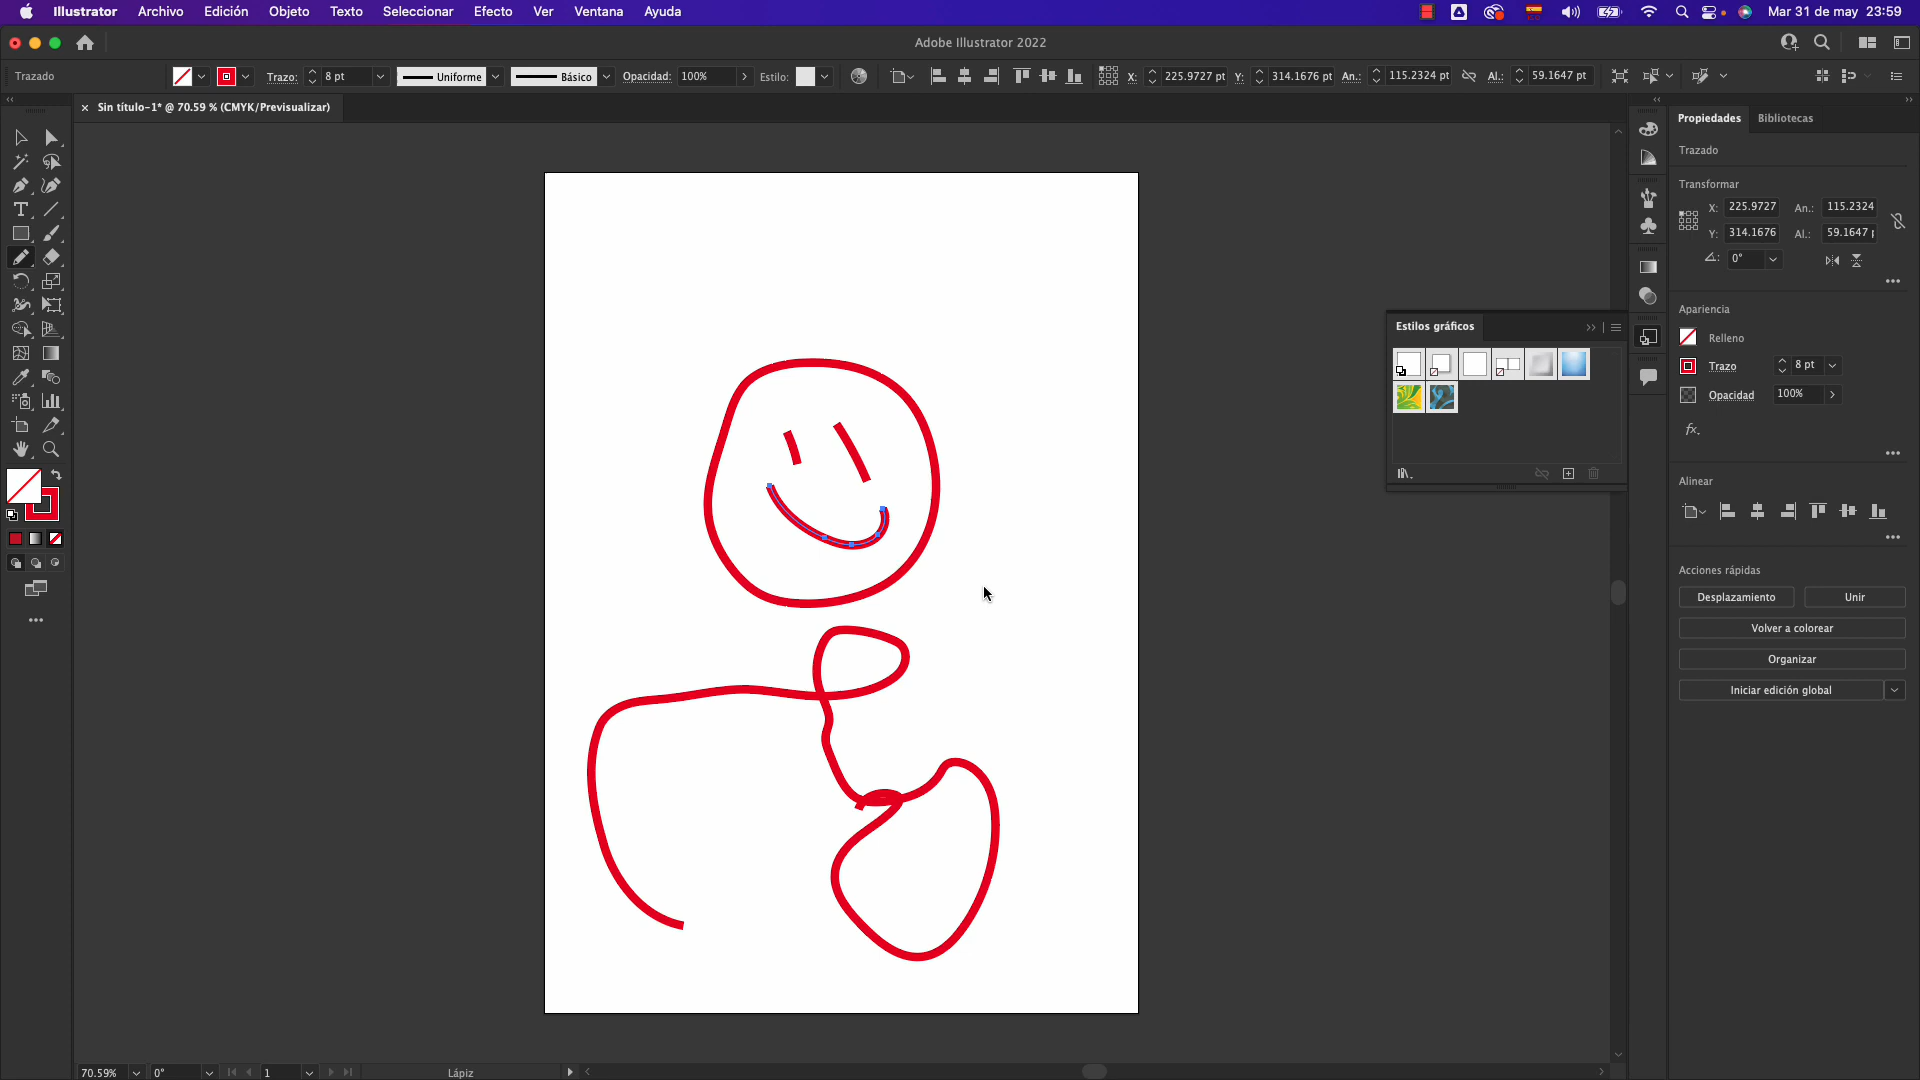 Illustrator Archivo Edición Objeto Texto Seleccionar Efecto Ver Ventana Ayuda Mar 31 de may 23:59
Adobe Illustrator 2022
Trazado Trazo: 8 pt Uniforme Básico Opacidad: 100% Estilo: X: 225.9727 pt Y: 314.1676 pt An.: 115.2324 pt Al.: 59.1647 pt
× Sin título-1* @ 70.59 % (CMYK/Previsualizar)
Propiedades Bibliotecas
Trazado
Transformar
X: 225.9727 An.: 115.2324
Y: 314.1676 Al.: 59.1647
0°
Apariencia
Relleno
Trazo 8 pt
Opacidad 100%
fx.
Alinear
Acciones rápidas
Desplazamiento Unir
Volver a colorear
Organizar
Iniciar edición global
Estilos gráficos
70.59% 0° 1 Lápiz